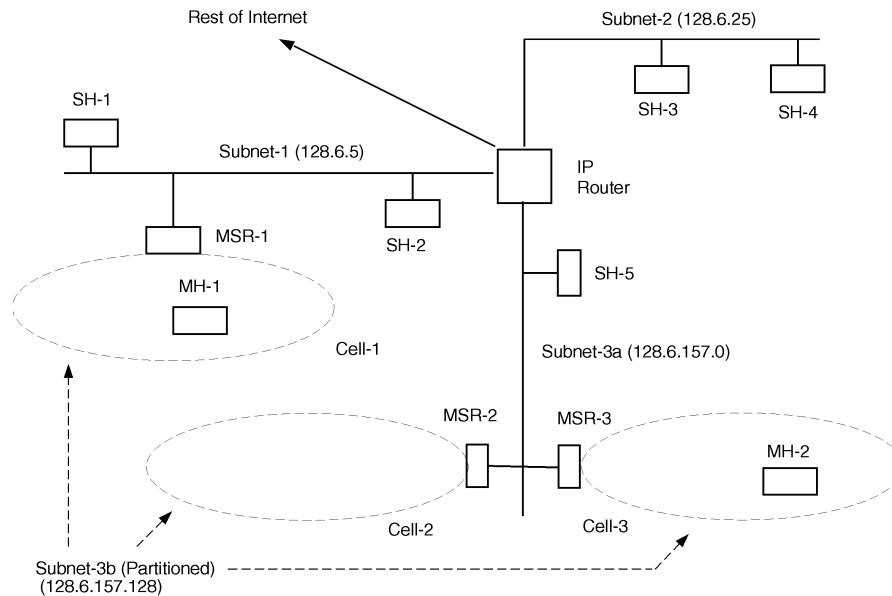 Rest of Internet
Subnet-2 (128.6.25)
SH-1
SH-3
SH-4
Subnet-1 (128.6.5)
IP
Router
MSR-1
SH-2
SH-5
MH-1
Cell-1
Subnet-3a (128.6.157.0)
MSR-2
MSR-3
MH-2
Cell-2
Cell-3
Subnet-3b (Partitioned)
(128.6.157.128)